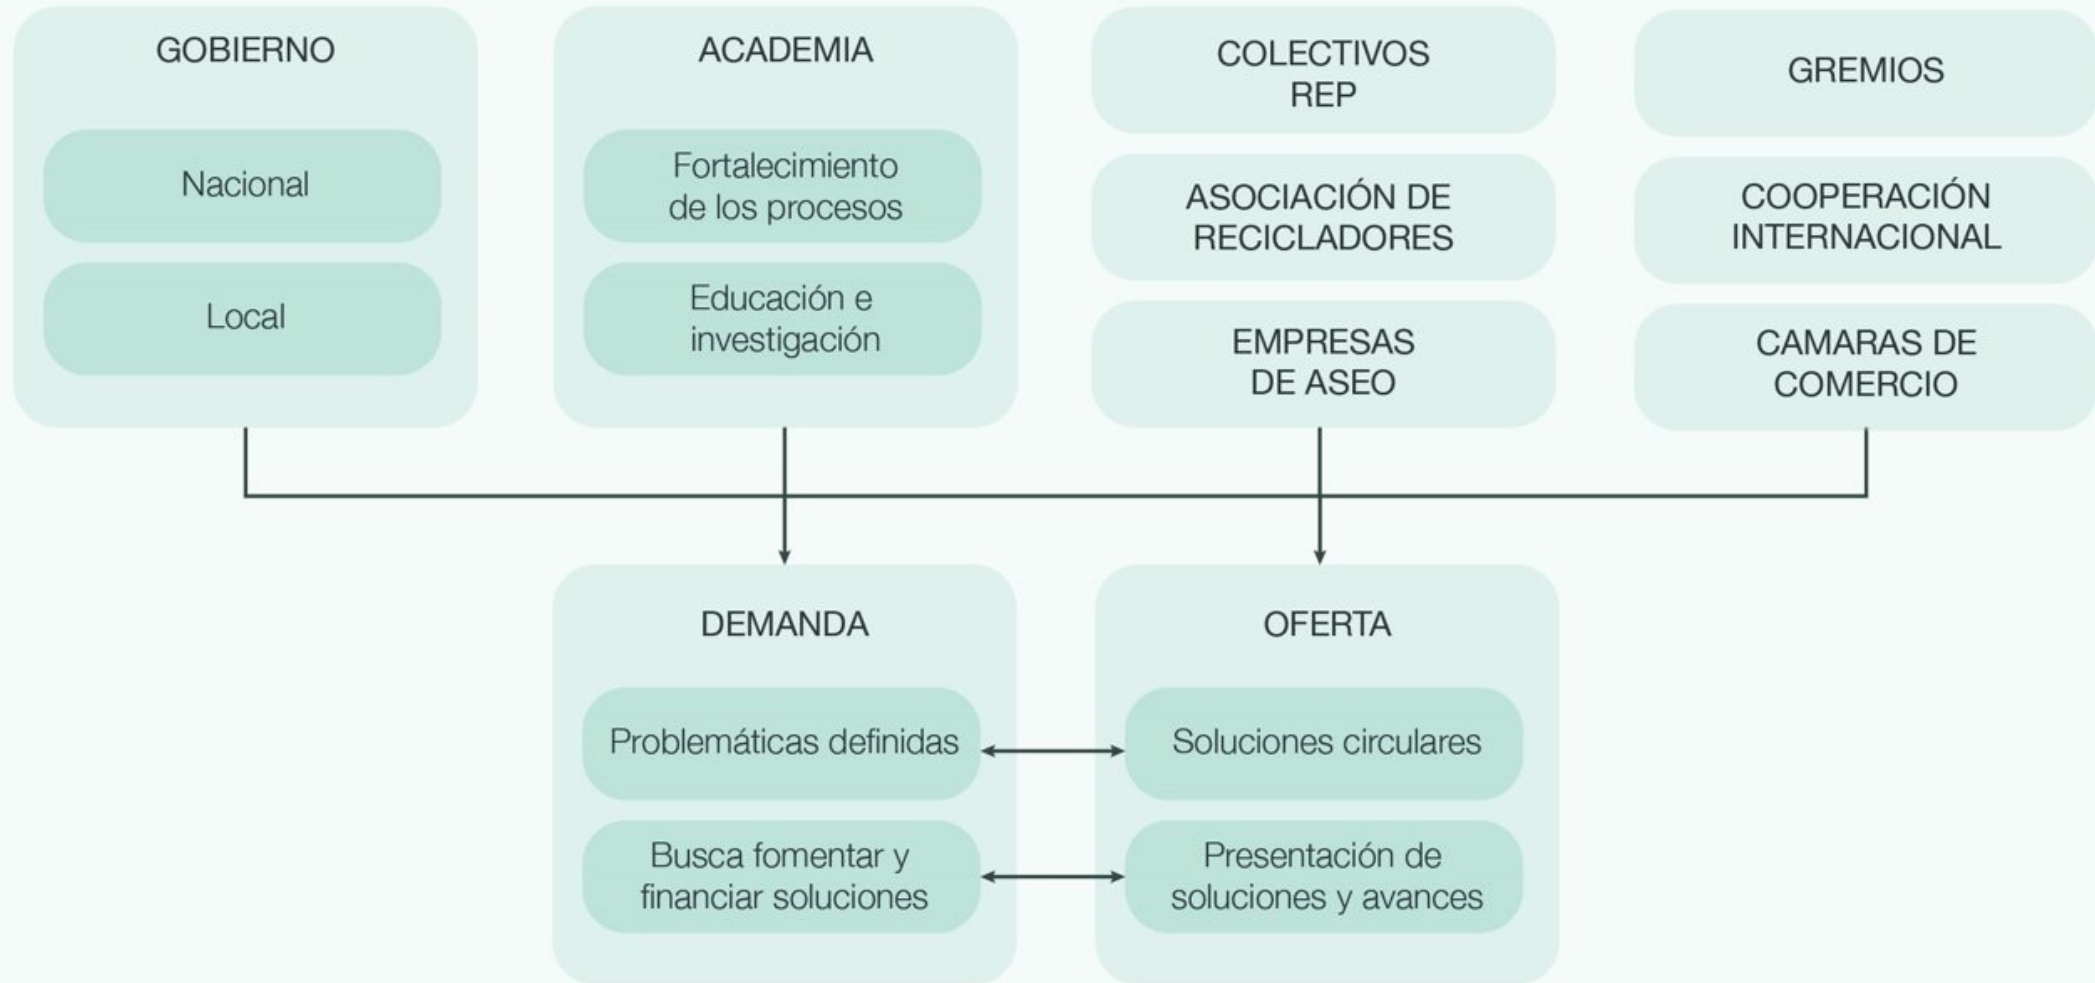 GOBIERNO
Nacional
Local
ACADEMIA
Fortalecimiento
de los procesos
Educación e
investigación
COLECTIVOS
REP
ASOCIACIÓN DE
RECICLADORES
EMPRESAS
DE ASEO
GREMIOS
COOPERACIÓN
INTERNACIONAL
CAMARAS DE
COMERCIO
DEMANDA
Problemáticas definidas
Busca fomentar y
financiar soluciones
OFERTA
Soluciones circulares
Presentación de
soluciones y avances